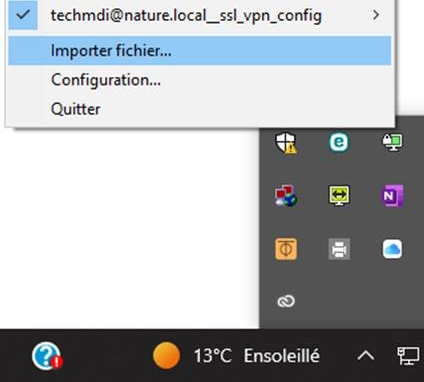 techmdi@nature.local__ssl_vpn_config
Importer fichier...
Configuration...
Quitter
13°C Ensoleillé